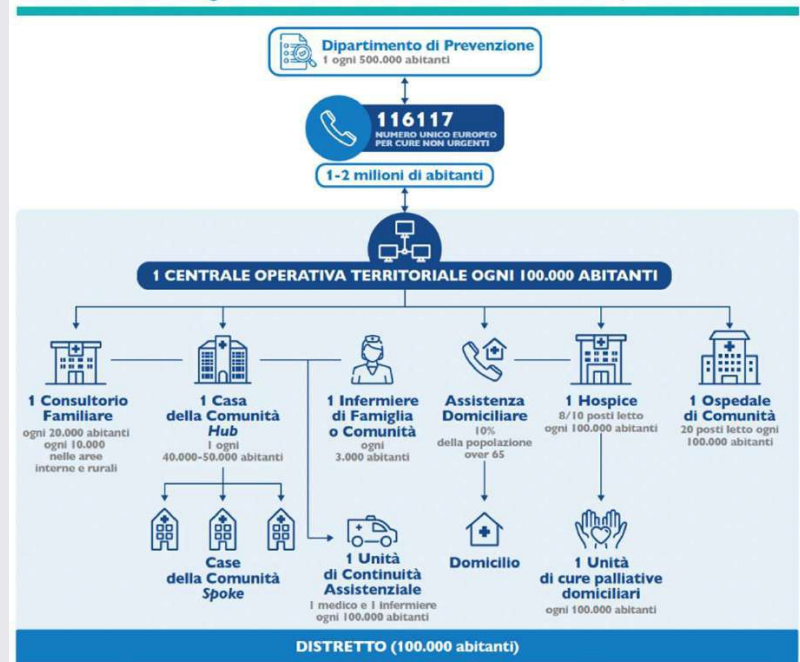 Dipartimento di Prevenzione
1 ogni 500.000 abitanti
116117
NUMERO UNICO EUROPEO
PER CURE NON URGENTI
1-2 milioni di abitanti
1 CENTRALE OPERATIVA TERRITORIALE OGNI 100.000 ABITANTI
1 Consultorio
Familiare
ogni 20.000 abitanti
ogni 10.000
nelle aree
interne e rurali
1 Casa
della Comunità
Hub
1 ogni
40.000-50.000 abitanti
1 Infermiere
di Famiglia
o Comunità
ogni
3.000 abitanti
Assistenza
Domiciliare
10%
della popolazione
over 65
1 Hospice
8/10 posti letto
ogni 100.000 abitanti
1 Ospedale
di Comunità
20 posti letto ogni
100.000 abitanti
Case
della Comunità
Spoke
1 Unità
di Continuità
Assistenziale
1 medico e 1 infermiere
ogni 100.000 abitanti
Domicilio
1 Unità
di cure palliative
domiciliari
ogni 100.000 abitanti
DISTRETTO (100.000 abitanti)